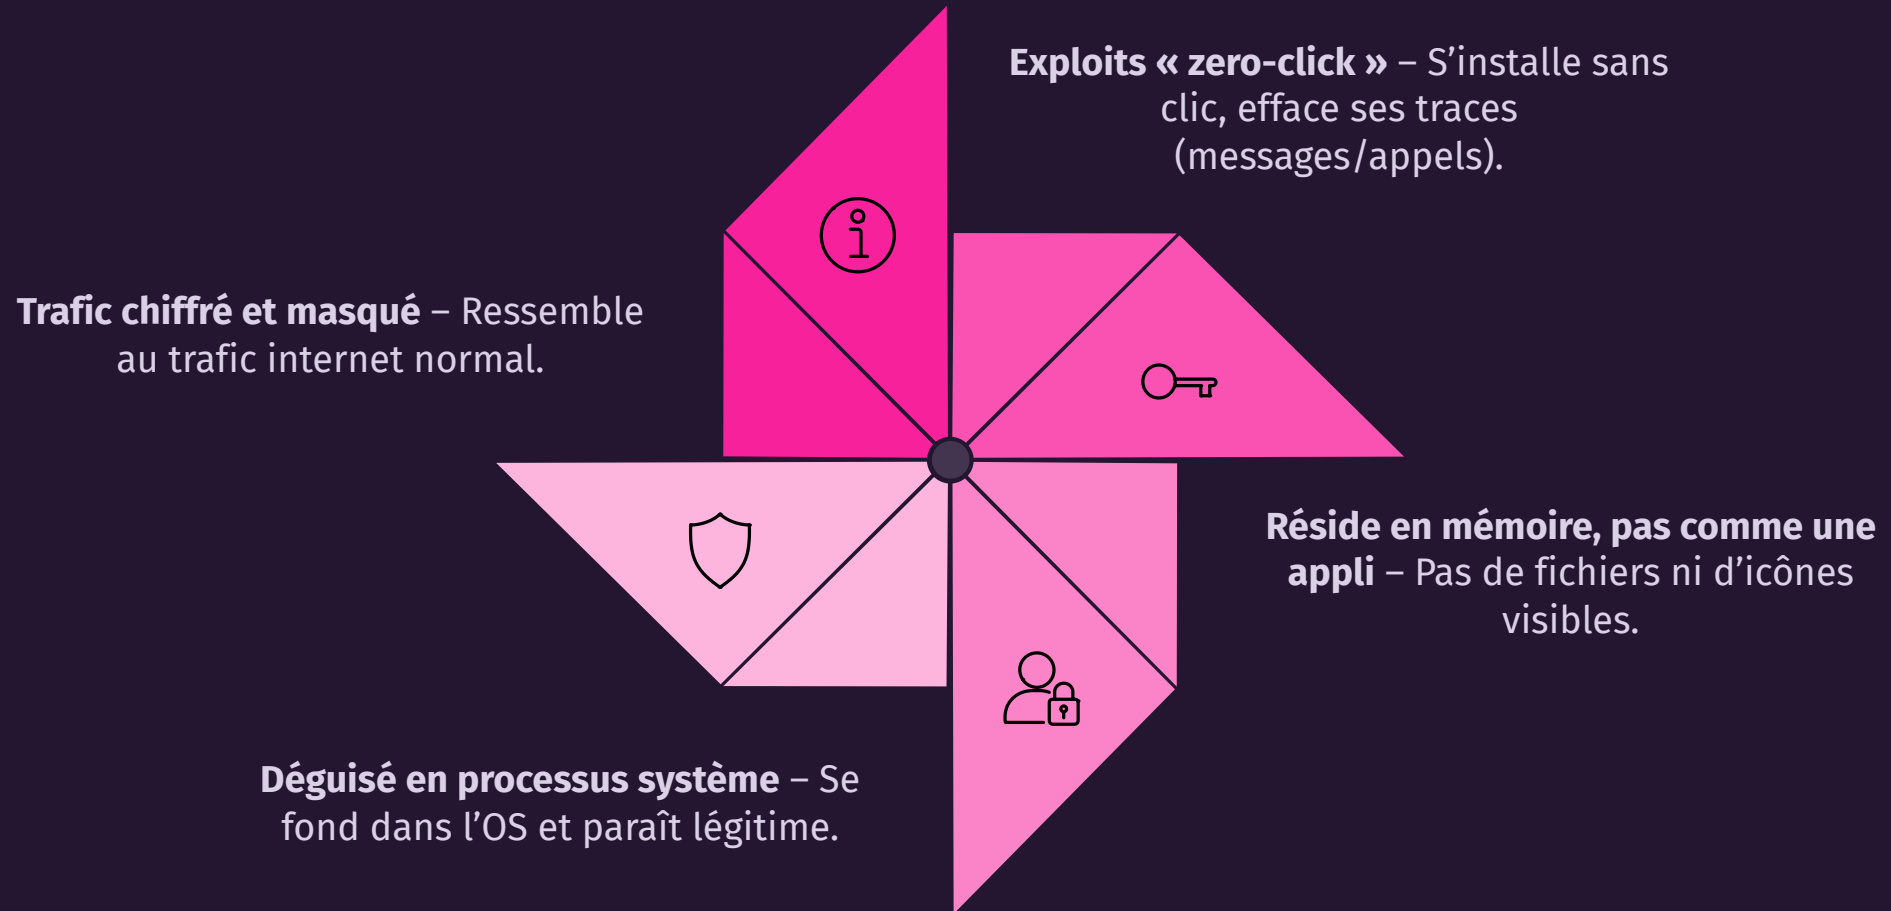 Exploits « zero-click » – S’installe sans
clic, efface ses traces
(messages/appels).
Trafic chiffré et masqué – Ressemble
au trafic internet normal.
Réside en mémoire, pas comme une
appli – Pas de fichiers ni d’icônes
visibles.
Déguisé en processus système – Se
fond dans l’OS et paraît légitime.